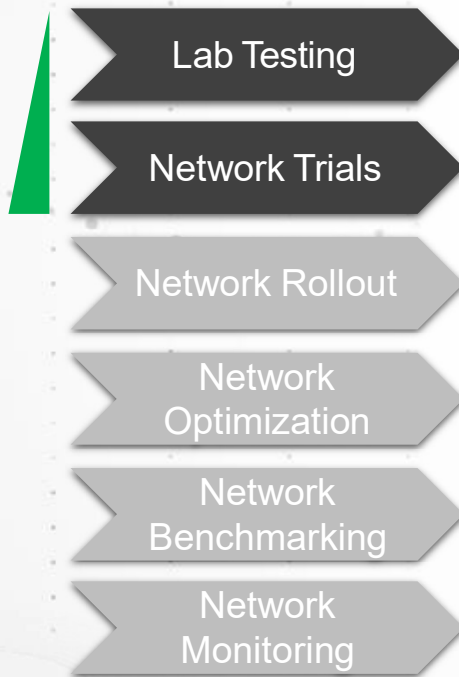 Lab Testing
Network Trials
Network Rollout
Network
Optimization
Network
Benchmarking
Network
Monitoring